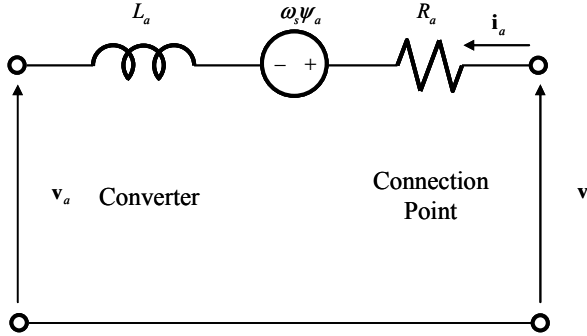 L_a
ω_sψ_a
R_a
i_a
− +
v_a
Converter
Connection
Point
v